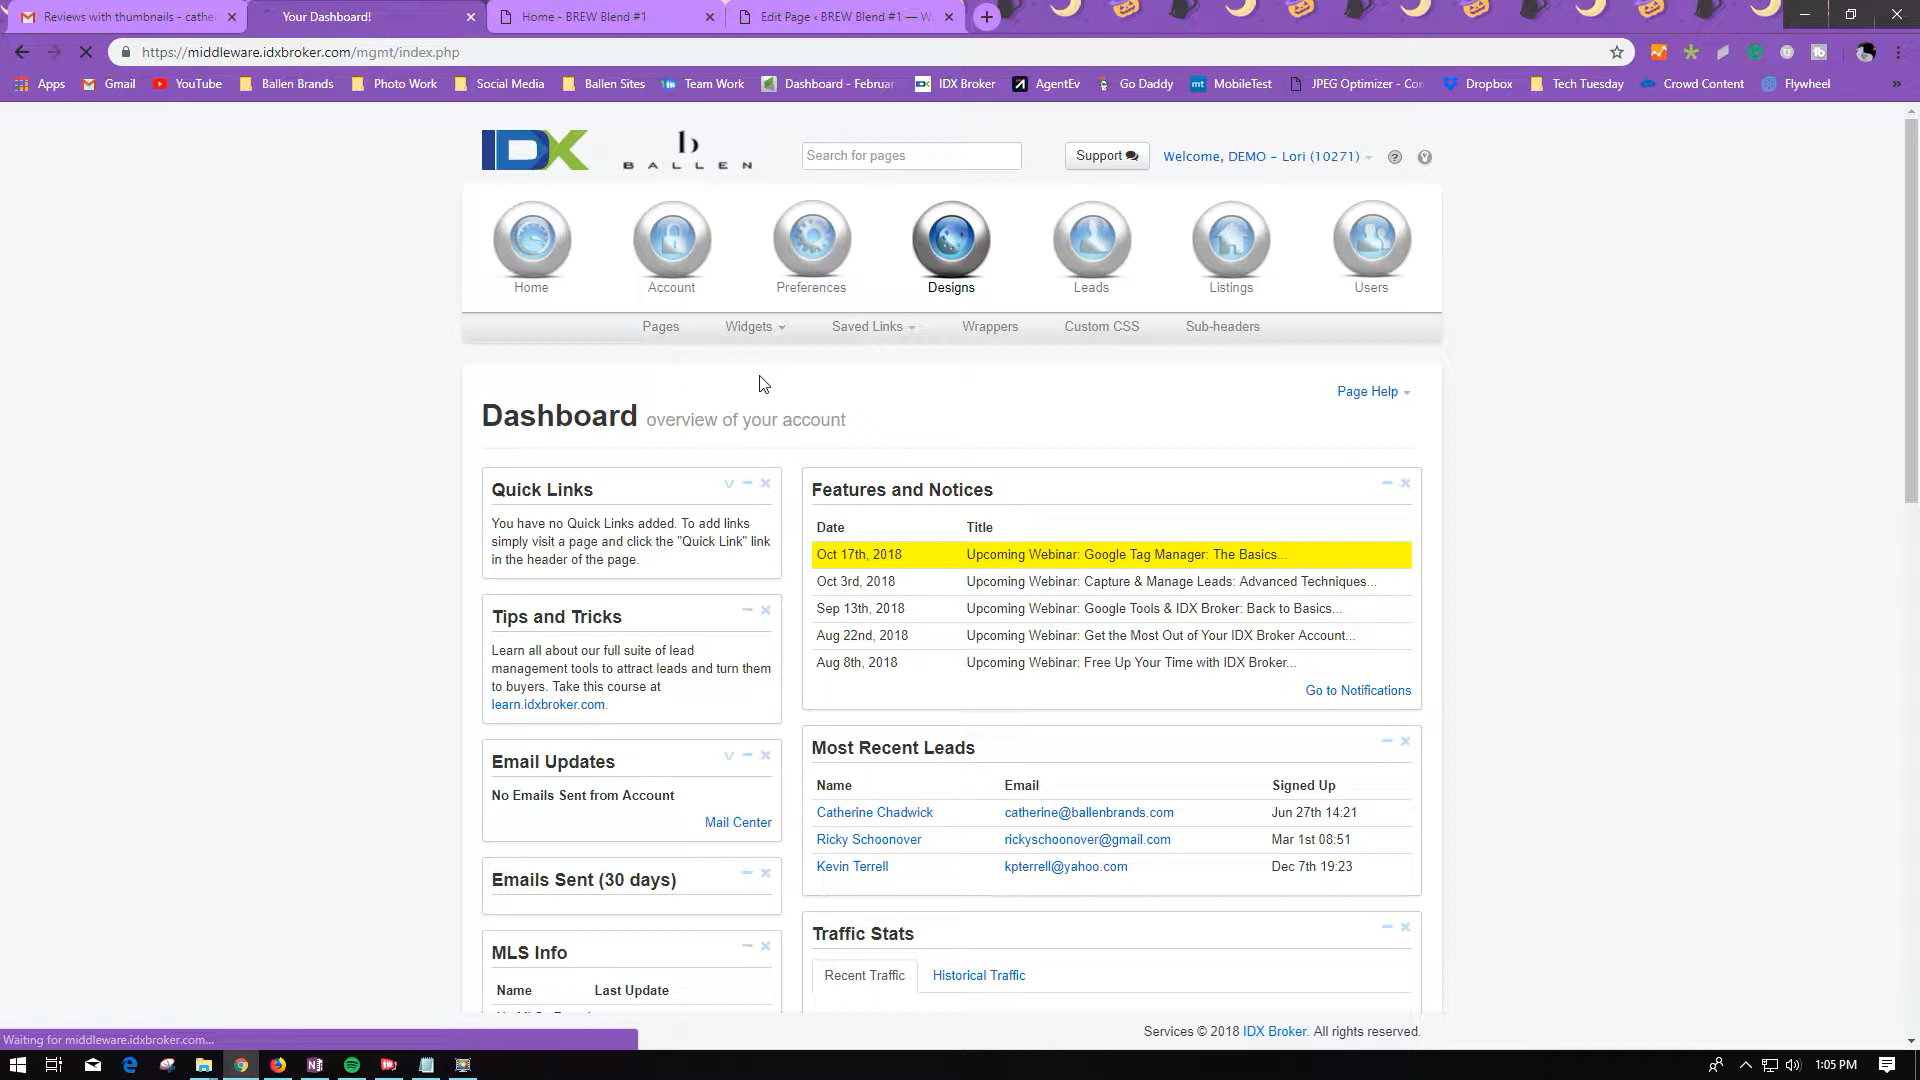 Reviews with thumbnails - cathe
Your Dashboard!
Home - BREW Blend #1
Edit Page ‹ BREW Blend #1 — W
https://middleware.idxbroker.com/mgmt/index.php
Apps
Gmail
YouTube
Ballen Brands
Photo Work
Social Media
Ballen Sites
Team Work
Dashboard - Februar
IDX Broker
AgentEv
Go Daddy
MobileTest
JPEG Optimizer - Con
Dropbox
Tech Tuesday
Crowd Content
Flywheel
»
IDX
b
BALLEN
Search for pages
Support
Welcome, DEMO - Lori (10271)
Home
Account
Preferences
Designs
Leads
Listings
Users
Pages
Widgets
Saved Links
Wrappers
Custom CSS
Sub-headers
Page Help
Dashboard overview of your account
Quick Links
You have no Quick Links added. To add links
simply visit a page and click the "Quick Link" link
in the header of the page.
Tips and Tricks
Learn all about our full suite of lead
management tools to attract leads and turn them
to buyers. Take this course at
learn.idxbroker.com.
Email Updates
No Emails Sent from Account
Mail Center
Emails Sent (30 days)
MLS Info
Name Last Update
Features and Notices
Date Title
Oct 17th, 2018 Upcoming Webinar: Google Tag Manager: The Basics...
Oct 3rd, 2018 Upcoming Webinar: Capture & Manage Leads: Advanced Techniques...
Sep 13th, 2018 Upcoming Webinar: Google Tools & IDX Broker: Back to Basics...
Aug 22nd, 2018 Upcoming Webinar: Get the Most Out of Your IDX Broker Account...
Aug 8th, 2018 Upcoming Webinar: Free Up Your Time with IDX Broker...
Go to Notifications
Most Recent Leads
Name Email Signed Up
Catherine Chadwick catherine@ballenbrands.com Jun 27th 14:21
Ricky Schoonover rickyschoonover@gmail.com Mar 1st 08:51
Kevin Terrell kpterrell@yahoo.com Dec 7th 19:23
Traffic Stats
Recent Traffic
Historical Traffic
Services © 2018 IDX Broker. All rights reserved.
Waiting for middleware.idxbroker.com...
1:05 PM